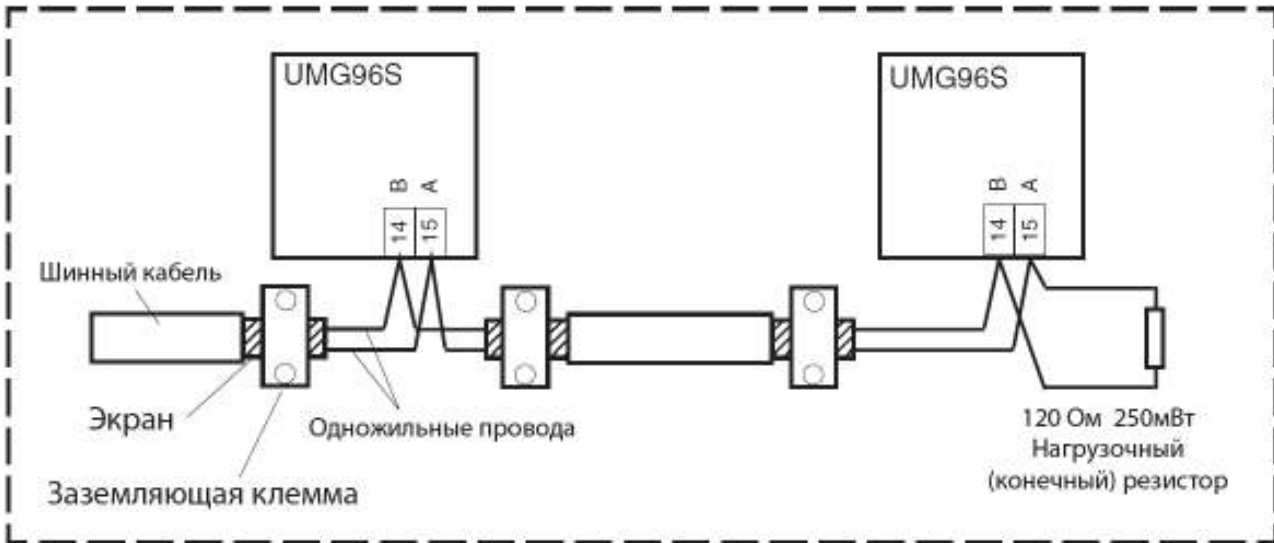 UMG96S
UMG96S
B A
14 15
B A
14 15
Шинный кабель
Экран
Одножильные провода
Заземляющая клемма
120 Ом 250мВт
Нагрузочный
(конечный) резистор